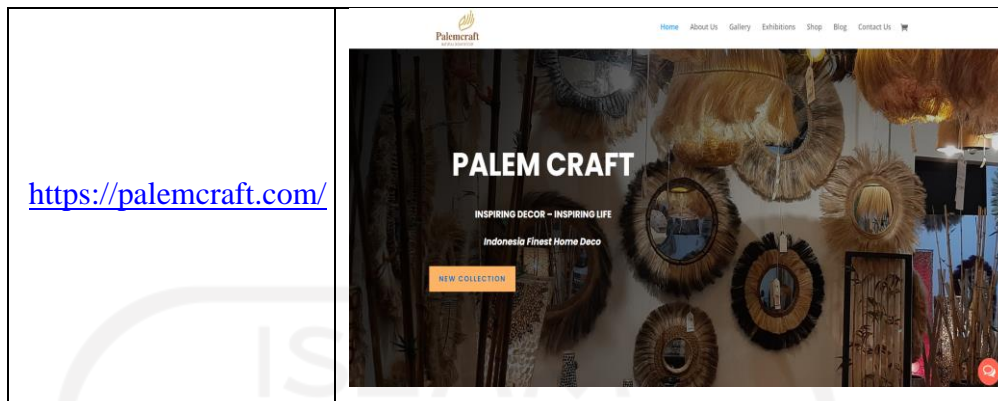 https://palemcraft.com/
Palemcraft
Home About Us Gallery Exhibitions Shop Blog Contact Us
PALEM CRAFT
INSPIRING DECOR – INSPIRING LIFE
Indonesia Finest Home Deco
NEW COLLECTION
ISLAM